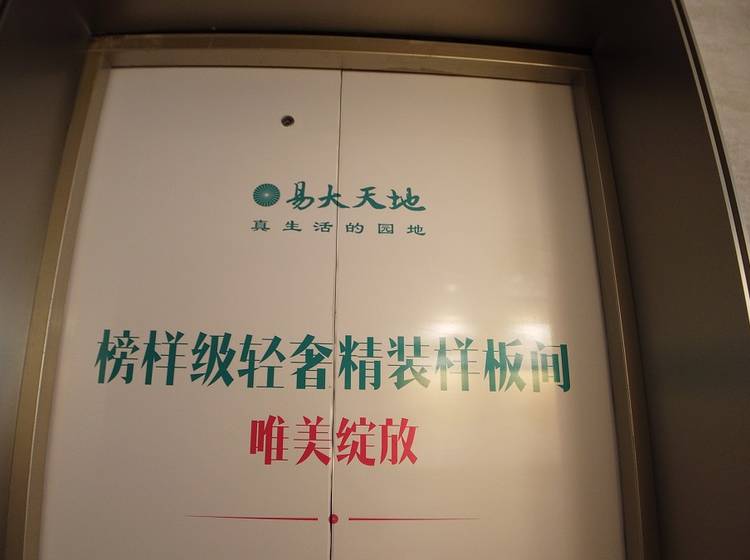 易大天地
真生活的园地
榜样级轻奢精装样板间
唯美绽放